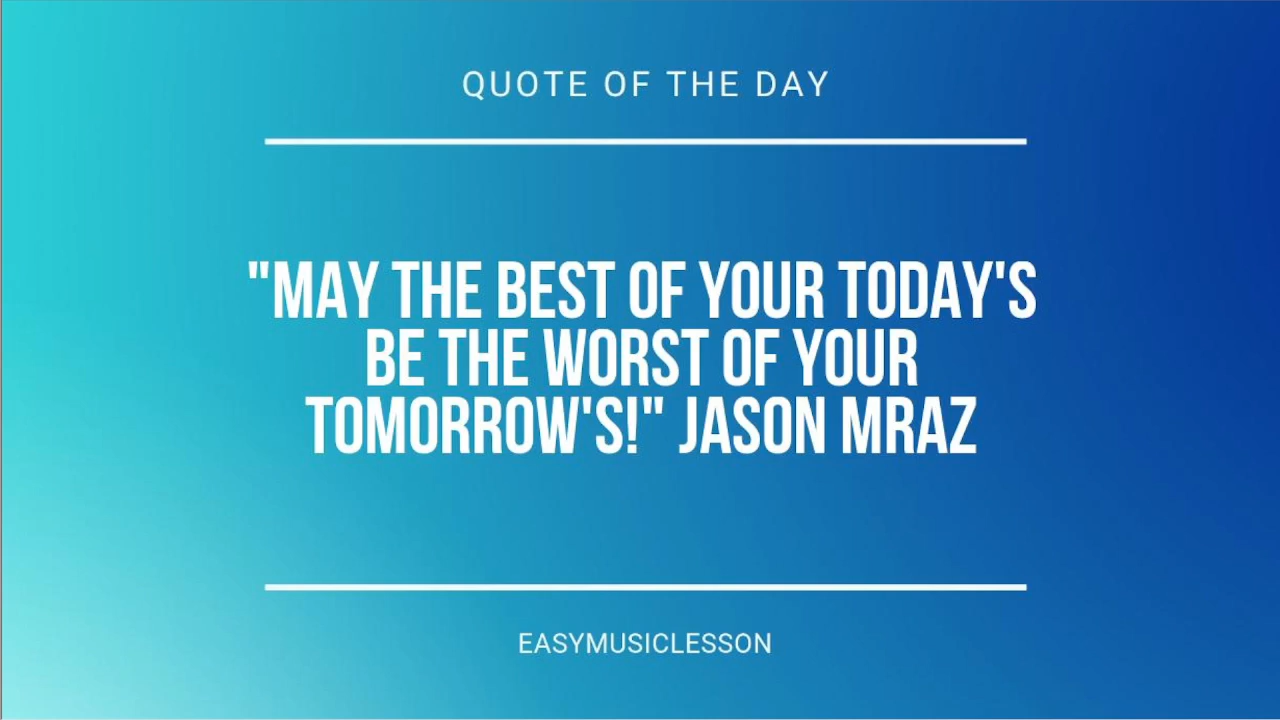 QUOTE OF THE DAY
"MAY THE BEST OF YOUR TODAY'S
BE THE WORST OF YOUR
TOMORROW'S!" JASON MRAZ
EASYMUSICLESSON